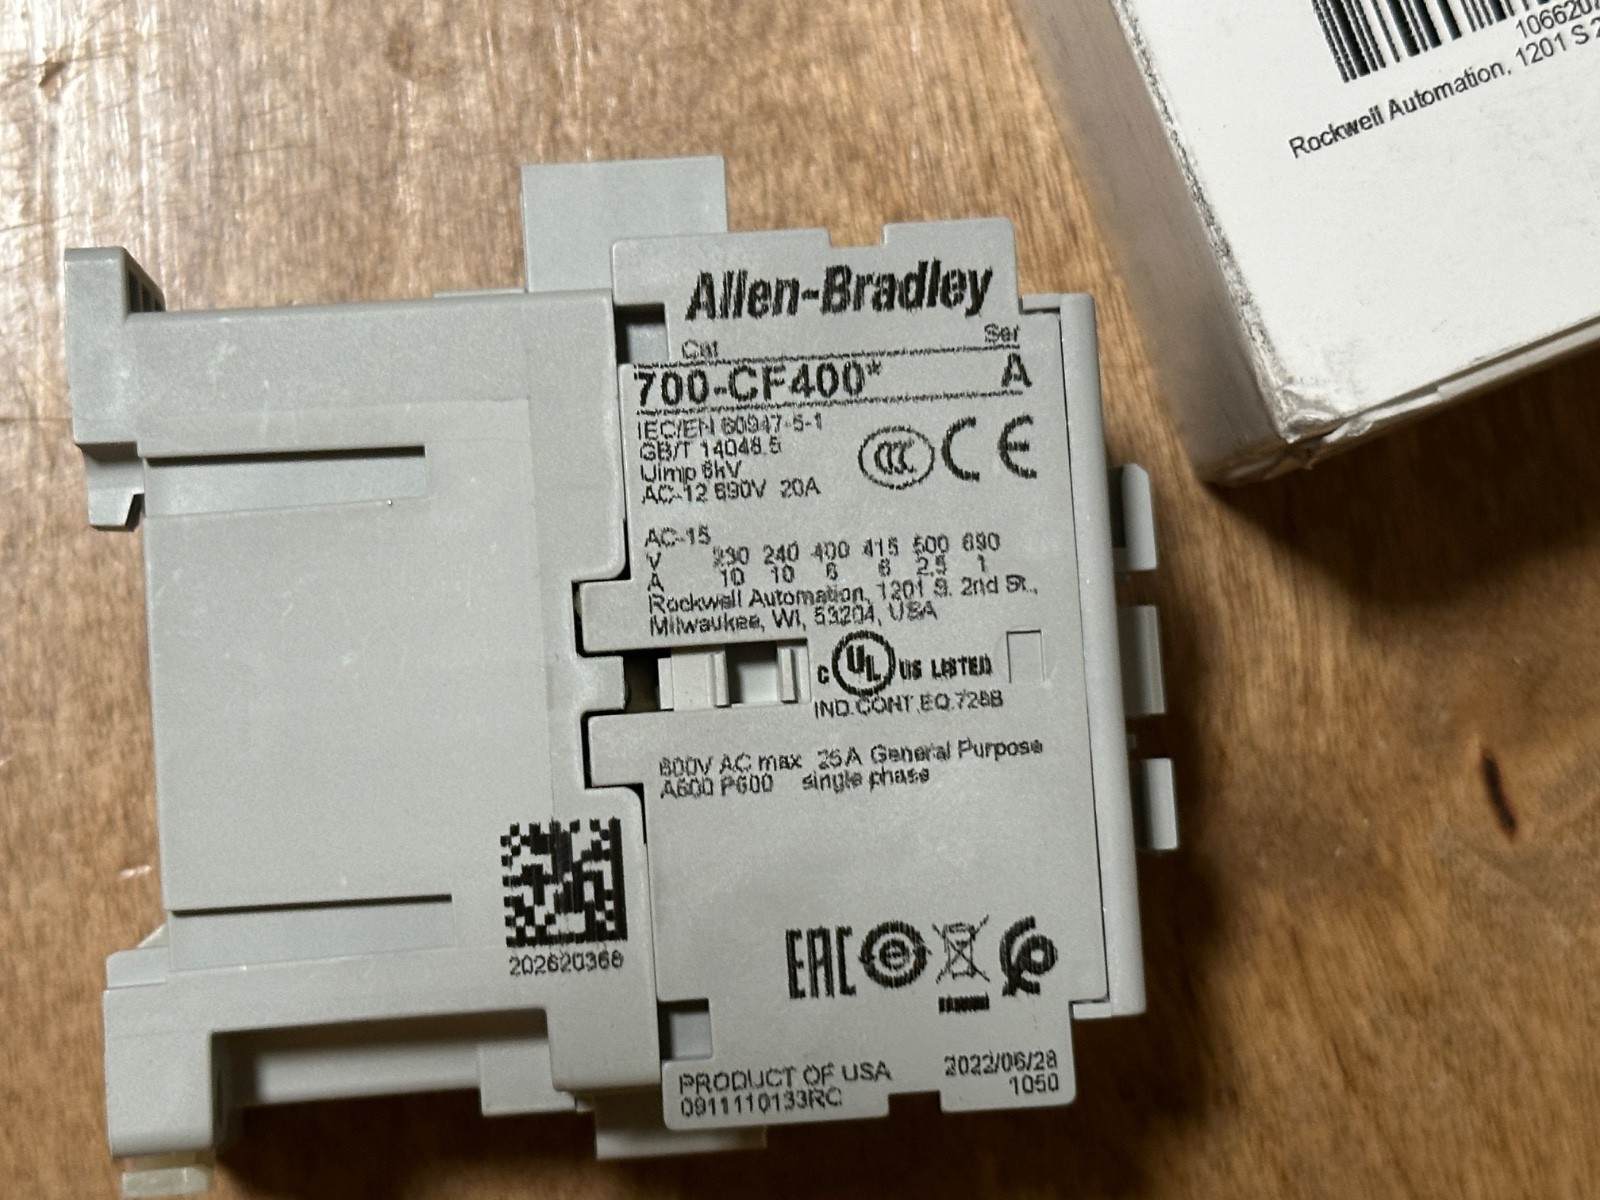 Allen-Bradley
Cat Ser
700-CF400* A
IEC/EN 60947-5-1
GB/T 14048.5
Uimp 6kV
AC-12 690V 20A
CCC CE
AC-15
V 230 240 400 415 500 690
A 10 10 6 6 2.5 1
Rockwell Automation, 1201 S. 2nd St.,
Milwaukee, WI, 53204, USA
c UL US LISTED
IND.CONT.EQ.728B
600V AC max 25A General Purpose
A600 P600 single phase
202620368
EAC e
PRODUCT OF USA 2022/06/28
0911110133RC 1050
Rockwell Automation, 1201 S